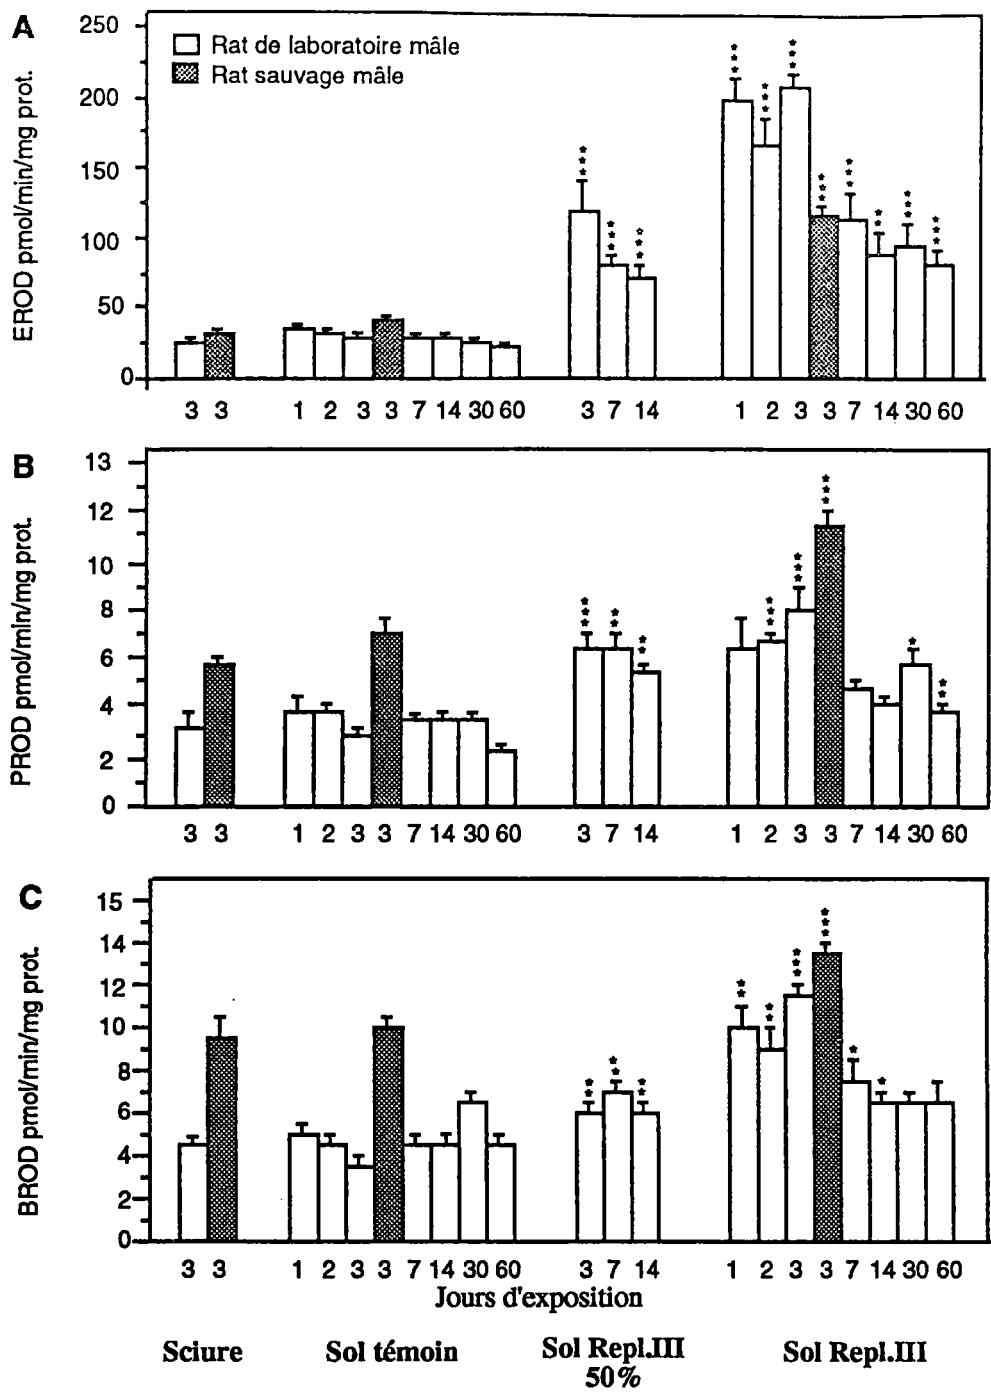 A
250
200
150
100
50
0
EROD pmol/min/mg prot.
Rat de laboratoire mâle
Rat sauvage mâle
***
***
***
***
***
***
***
**
***
***
3 3
1 2 3 3 7 14 30 60
3 7 14
1 2 3 3 7 14 30 60
B
13
12
10
8
6
4
2
0
PROD pmol/min/mg prot.
***
**
**
***
***
***
*
**
3 3
1 2 3 3 7 14 30 60
3 7 14
1 2 3 3 7 14 30 60
C
15
14
12
10
8
6
4
2
0
BROD pmol/min/mg prot.
**
**
**
**
**
***
***
*
*
3 3
1 2 3 3 7 14 30 60
3 7 14
1 2 3 3 7 14 30 60
Jours d'exposition
Sciure
Sol témoin
Sol Repl.III
50%
Sol Repl.III